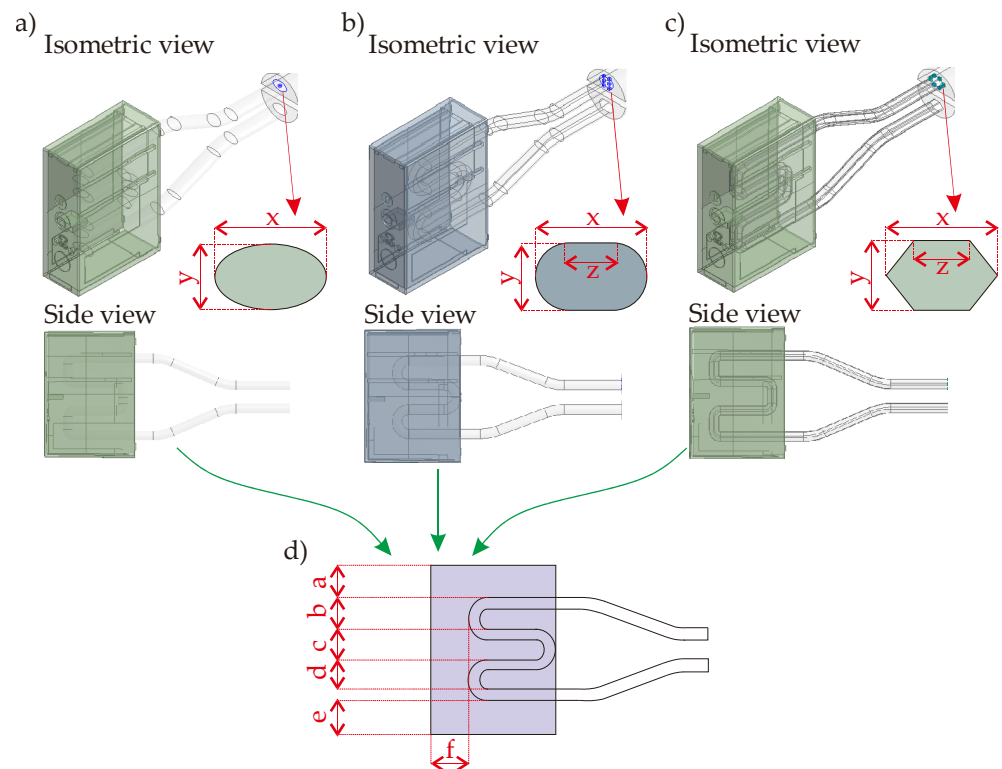 a)
Isometric view
b)
Isometric view
c)
Isometric view
x
y
x
y
z
x
y
z
Side view
Side view
Side view
d)
a
b
c
d
e
f